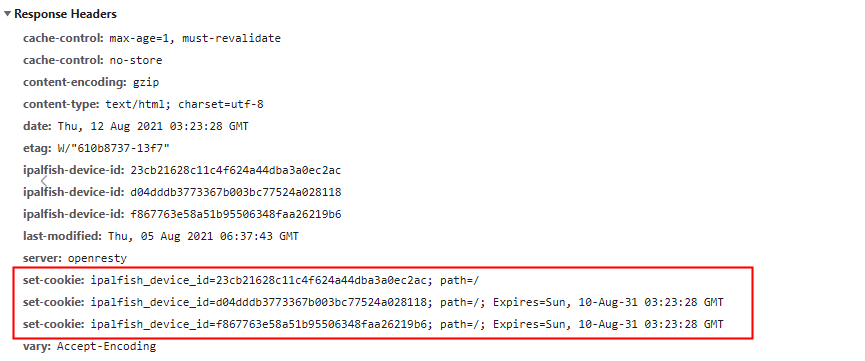 Response Headers
cache-control: max-age=1, must-revalidate
cache-control: no-store
content-encoding: gzip
content-type: text/html; charset=utf-8
date: Thu, 12 Aug 2021 03:23:28 GMT
etag: W/"610b8737-13f7"
ipalfish-device-id: 23cb21628c11c4f624a44dba3a0ec2ac
ipalfish-device-id: d04dddb3773367b003bc77524a028118
ipalfish-device-id: f867763e58a51b95506348faa26219b6
last-modified: Thu, 05 Aug 2021 06:37:43 GMT
server: openresty
set-cookie: ipalfish_device_id=23cb21628c11c4f624a44dba3a0ec2ac; path=/
set-cookie: ipalfish_device_id=d04dddb3773367b003bc77524a028118; path=/; Expires=Sun, 10-Aug-31 03:23:28 GMT
set-cookie: ipalfish_device_id=f867763e58a51b95506348faa26219b6; path=/; Expires=Sun, 10-Aug-31 03:23:28 GMT
vary: Accept-Encoding